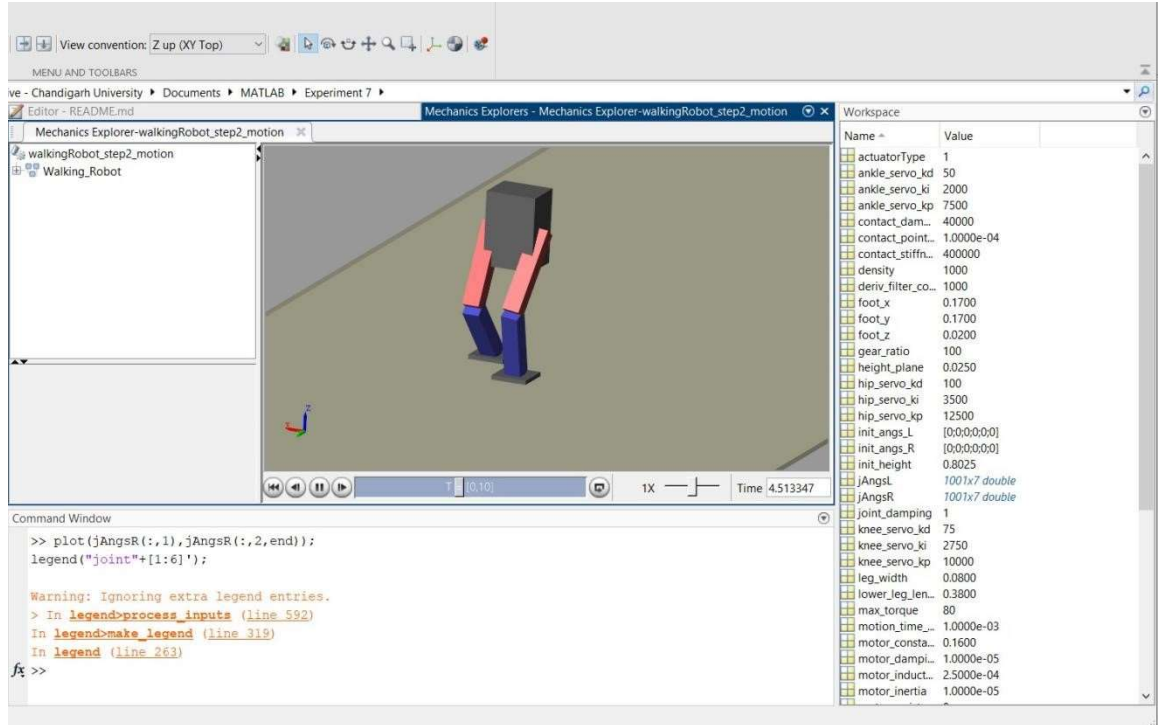 View convention: Z up (XY Top)
MENU AND TOOLBARS
ve - Chandigarh University ▸ Documents ▸ MATLAB ▸ Experiment 7 ▸
Editor - README.md
Mechanics Explorers - Mechanics Explorer-walkingRobot_step2_motion
Mechanics Explorer-walkingRobot_step2_motion
walkingRobot_step2_motion
Walking_Robot
z
x
T = [0,10]
1X
Time 4.513347
Command Window
>> plot(jAngsR(:,1),jAngsR(:,2,end));
legend("joint"+[1:6]');
Warning: Ignoring extra legend entries.
> In legend>process_inputs (line 592)
In legend>make_legend (line 319)
In legend (line 263)
fx >>
Workspace
Name Value
actuatorType 1
ankle_servo_kd 50
ankle_servo_ki 2000
ankle_servo_kp 7500
contact_dam... 40000
contact_point... 1.0000e-04
contact_stiffn... 400000
density 1000
deriv_filter_co... 1000
foot_x 0.1700
foot_y 0.1700
foot_z 0.0200
gear_ratio 100
height_plane 0.0250
hip_servo_kd 100
hip_servo_ki 3500
hip_servo_kp 12500
init_angs_L [0;0;0;0;0;0]
init_angs_R [0;0;0;0;0;0]
init_height 0.8025
jAngsL 1001x7 double
jAngsR 1001x7 double
joint_damping 1
knee_servo_kd 75
knee_servo_ki 2750
knee_servo_kp 10000
leg_width 0.0800
lower_leg_len... 0.3800
max_torque 80
motion_time_... 1.0000e-03
motor_consta... 0.1600
motor_dampi... 1.0000e-05
motor_induct... 2.5000e-04
motor_inertia 1.0000e-05